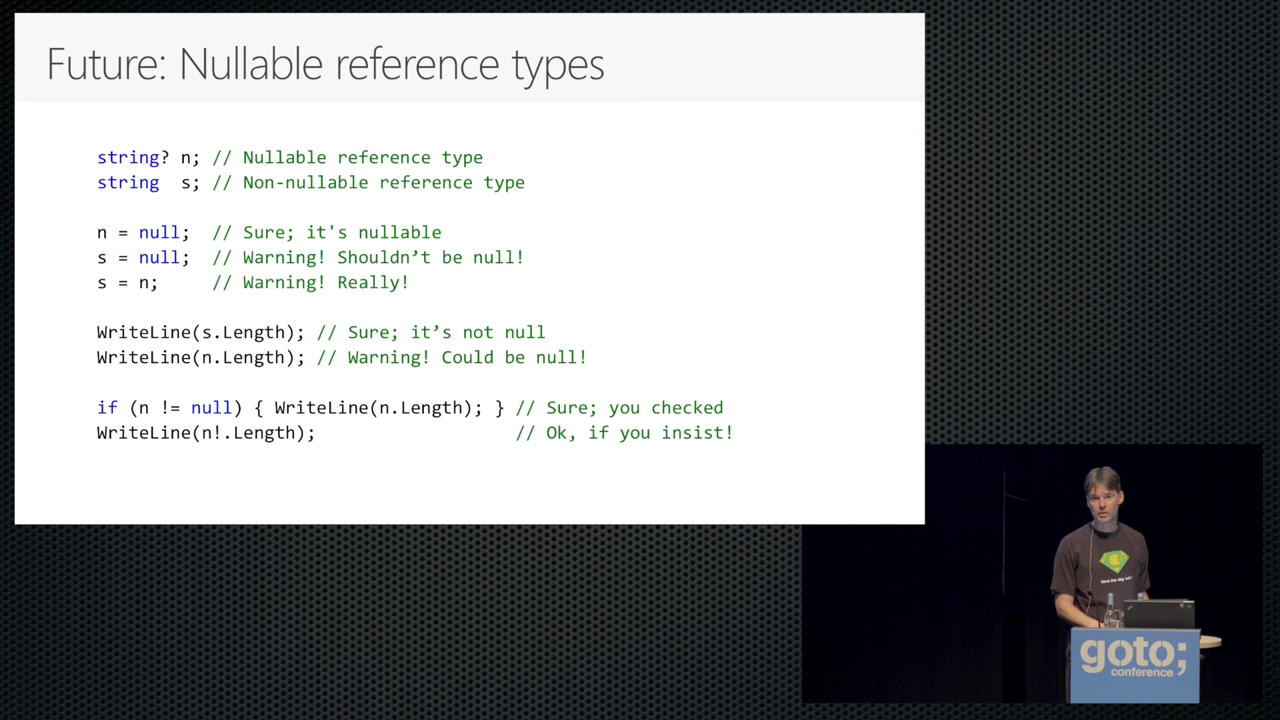 Future: Nullable reference types
string? n; // Nullable reference type
string  s; // Non-nullable reference type
n = null;  // Sure; it's nullable
s = null;  // Warning! Shouldn’t be null!
s = n;     // Warning! Really!
WriteLine(s.Length); // Sure; it’s not null
WriteLine(n.Length); // Warning! Could be null!
if (n != null) { WriteLine(n.Length); } // Sure; you checked
WriteLine(n!.Length);                   // Ok, if you insist!
goto;
conference